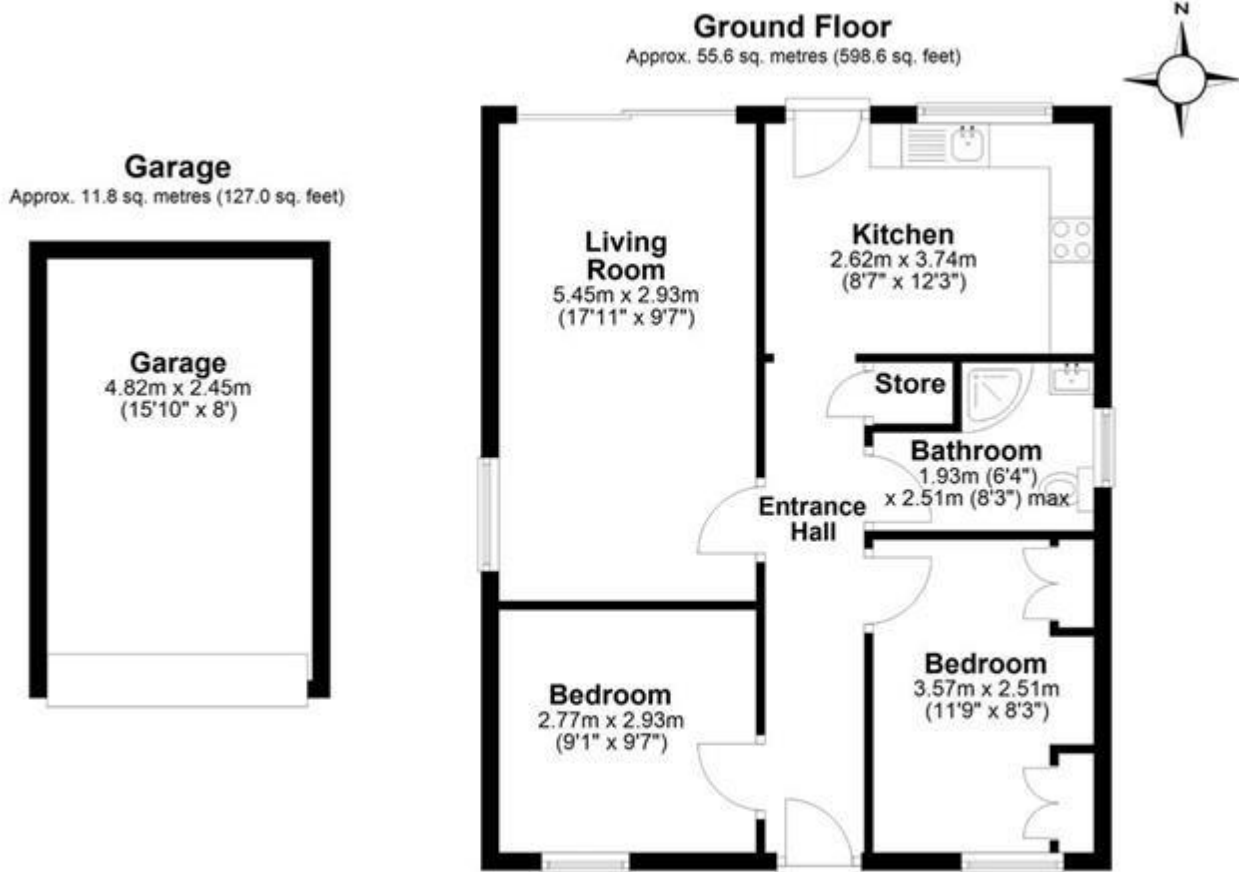 Ground Floor
Approx. 55.6 sq. metres (598.6 sq. feet)
N
Garage
Approx. 11.8 sq. metres (127.0 sq. feet)
Garage
4.82m x 2.45m
(15'10" x 8')
Living
Room
5.45m x 2.93m
(17'11" x 9'7")
Kitchen
2.62m x 3.74m
(8'7" x 12'3")
Store
Bathroom
1.93m (6'4")
x 2.51m (8'3") max
Entrance
Hall
Bedroom
2.77m x 2.93m
(9'1" x 9'7")
Bedroom
3.57m x 2.51m
(11'9" x 8'3")